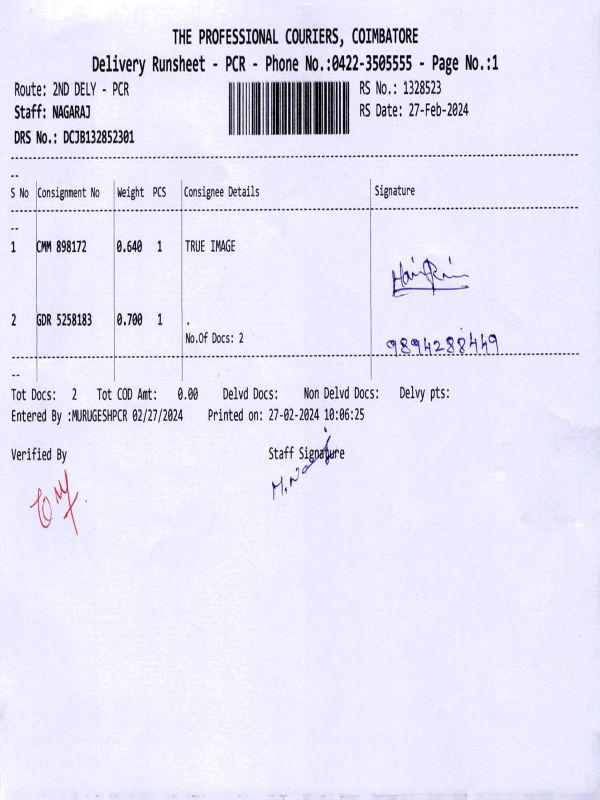 THE PROFESSIONAL COURIERS, COIMBATORE
Delivery Runsheet - PCR - Phone No.:0422-3505555 - Page No.:1
Route: 2ND DELY - PCR RS No.: 1328523
Staff: NAGARAJ RS Date: 27-Feb-2024
DRS No.: DCJB132852301
--
S No Consignment No Weight PCS Consignee Details Signature
--
1 CMM 898172 0.640 1 TRUE IMAGE
2 GDR 5258183 0.700 1 .
No.Of Docs: 2 9894288449
--
Tot Docs: 2 Tot COD Amt: 0.00 Delvd Docs: Non Delvd Docs: Delvy pts:
Entered By :MURUGESHPCR 02/27/2024 Printed on: 27-02-2024 10:06:25
Verified By Staff Signature